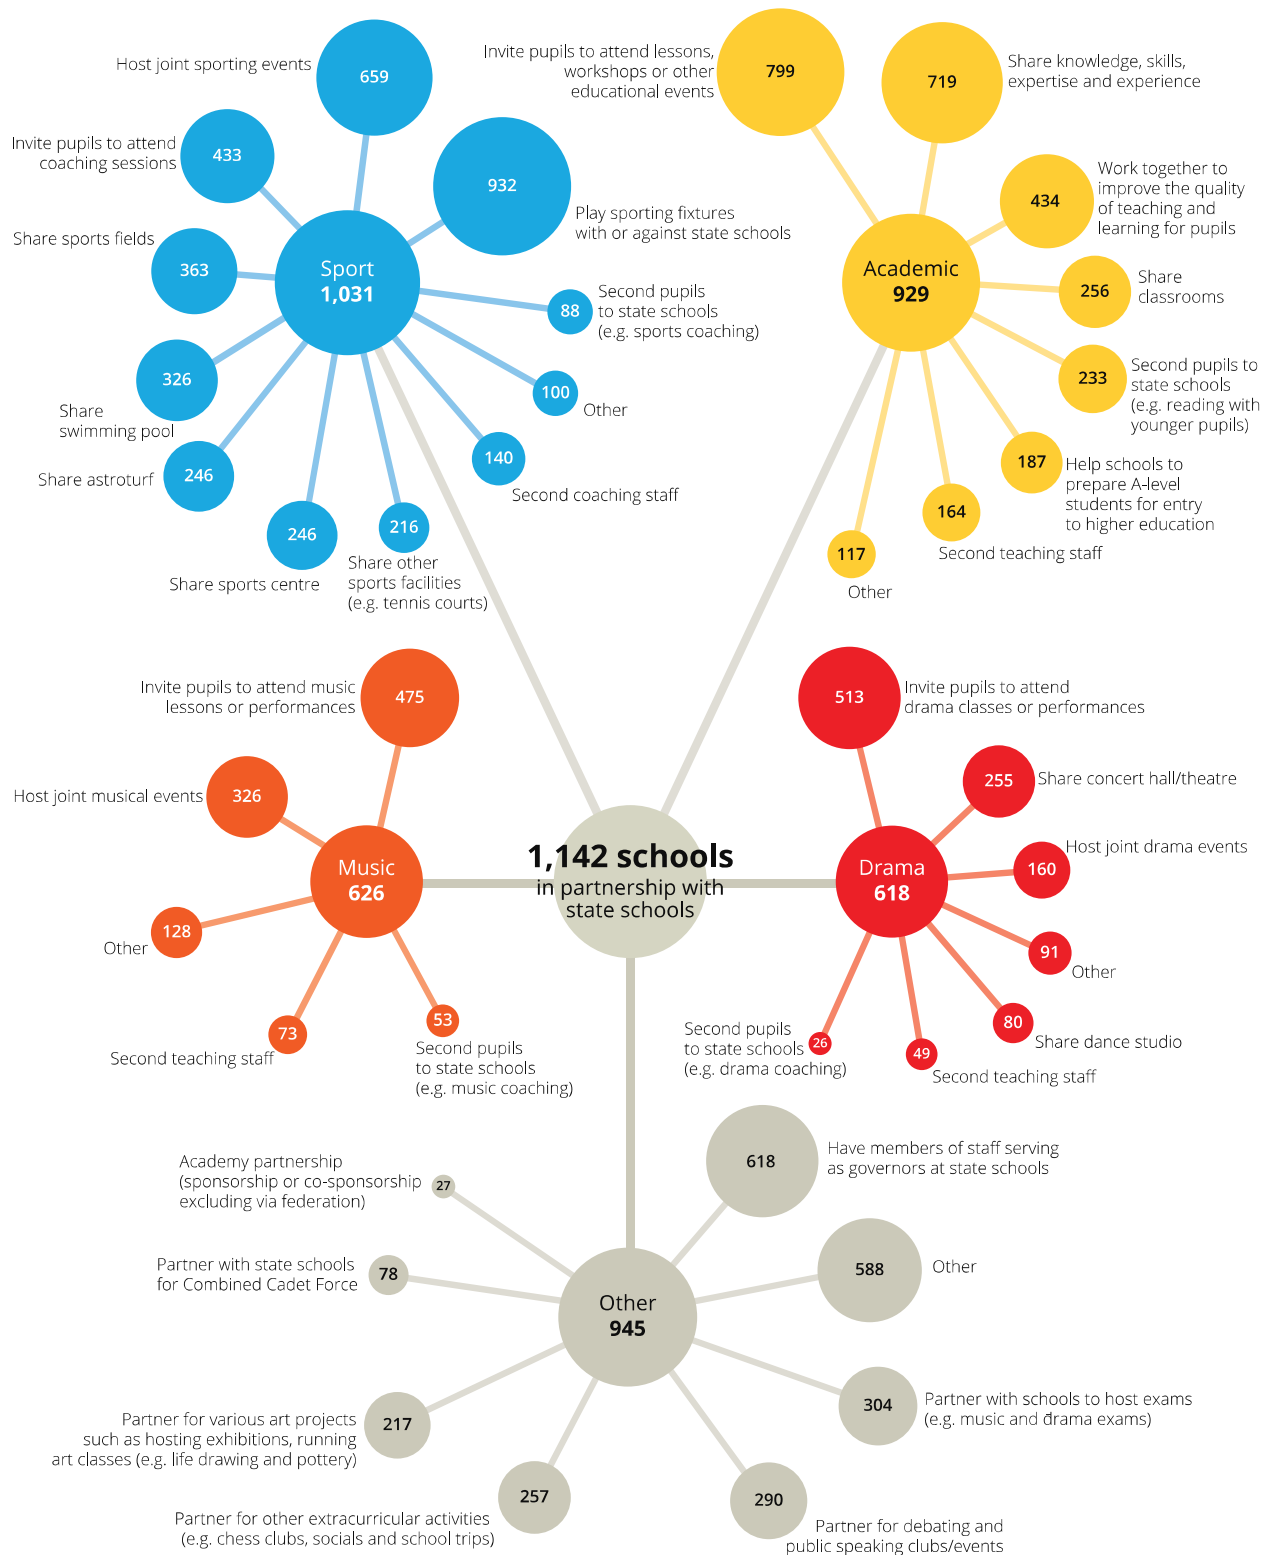 Host joint sporting events
659
Invite pupils to attend
coaching sessions
433
932
Play sporting fixtures
with or against state schools
Share sports fields
363
Sport
1,031
88
Second pupils
to state schools
(e.g. sports coaching)
326
Share
swimming pool
100
Other
Share astroturf
246
140
Second coaching staff
246
Share sports centre
216
Share other
sports facilities
(e.g. tennis courts)
Invite pupils to attend lessons,
workshops or other
educational events
799
719
Share knowledge, skills,
expertise and experience
434
Work together to
improve the quality
of teaching and
learning for pupils
Academic
929
256
Share
classrooms
233
Second pupils to
state schools
(e.g. reading with
younger pupils)
187
Help schools to
prepare A-level
students for entry
to higher education
164
Second teaching staff
117
Other
Invite pupils to attend music
lessons or performances
475
Host joint musical events
326
Music
626
128
Other
73
Second teaching staff
53
Second pupils
to state schools
(e.g. music coaching)
1,142 schools
in partnership with
state schools
513
Invite pupils to attend
drama classes or performances
255
Share concert hall/theatre
Drama
618
160
Host joint drama events
91
Other
80
Share dance studio
49
Second teaching staff
Second pupils
to state schools
(e.g. drama coaching)
26
Academy partnership
(sponsorship or co-sponsorship
excluding via federation)
27
618
Have members of staff serving
as governors at state schools
Partner with state schools
for Combined Cadet Force
78
588
Other
Other
945
304
Partner with schools to host exams
(e.g. music and drama exams)
217
Partner for various art projects
such as hosting exhibitions, running
art classes (e.g. life drawing and pottery)
257
Partner for other extracurricular activities
(e.g. chess clubs, socials and school trips)
290
Partner for debating and
public speaking clubs/events